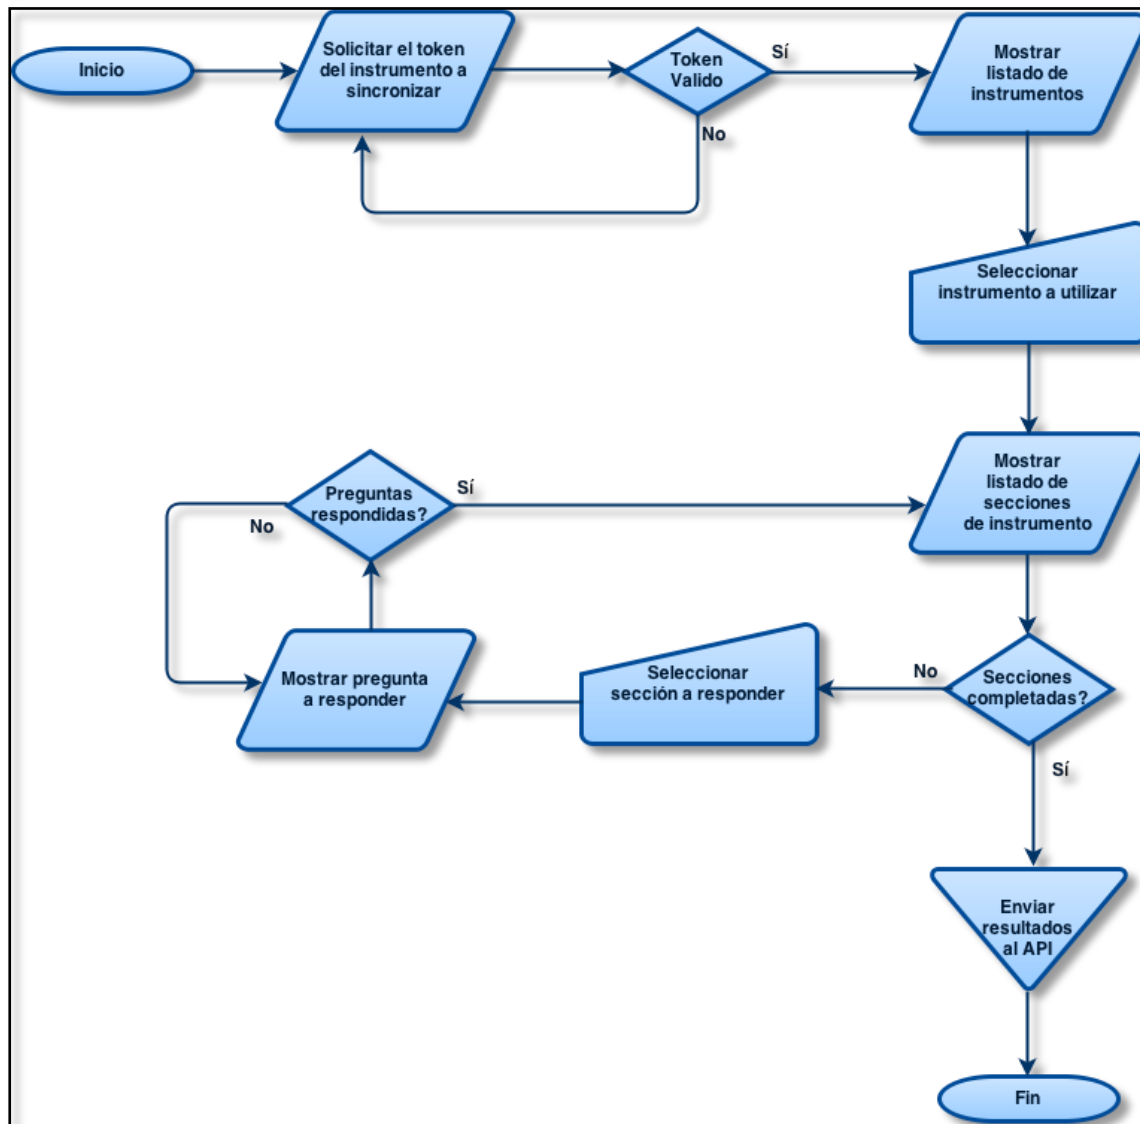 Inicio
Solicitar el token
del instrumento a
sincronizar
Token
Valido
Sí
No
Mostrar
listado de
instrumentos
Seleccionar
instrumento a utilizar
Mostrar
listado de
secciones
de instrumento
Preguntas
respondidas?
Sí
No
Mostrar pregunta
a responder
Seleccionar
sección a responder
No
Secciones
completadas?
Sí
Enviar
resultados
al API
Fin